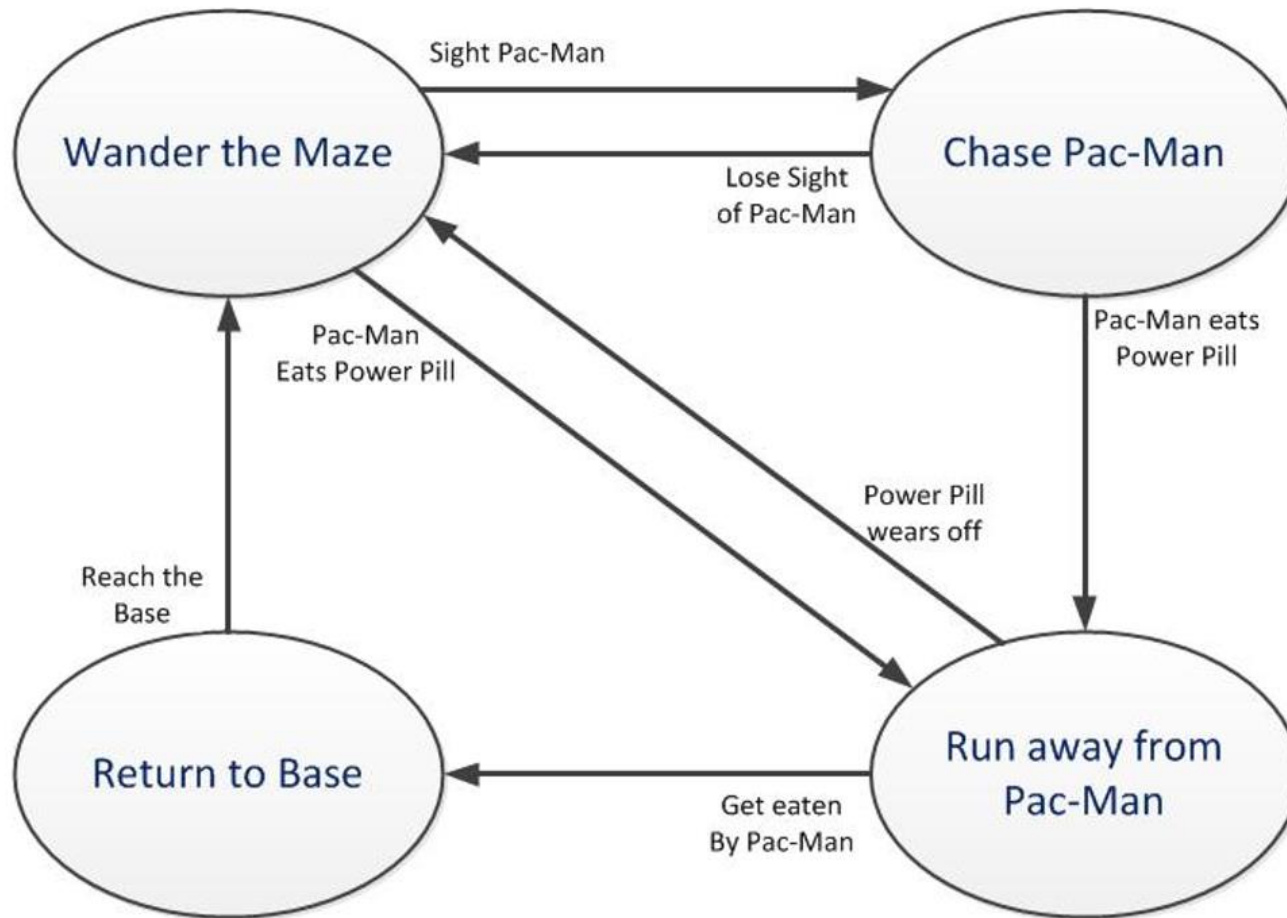 Sight Pac-Man
Wander the Maze
Chase Pac-Man
Lose Sight
of Pac-Man
Pac-Man
Eats Power Pill
Pac-Man eats
Power Pill
Power Pill
wears off
Reach the
Base
Return to Base
Run away from
Pac-Man
Get eaten
By Pac-Man